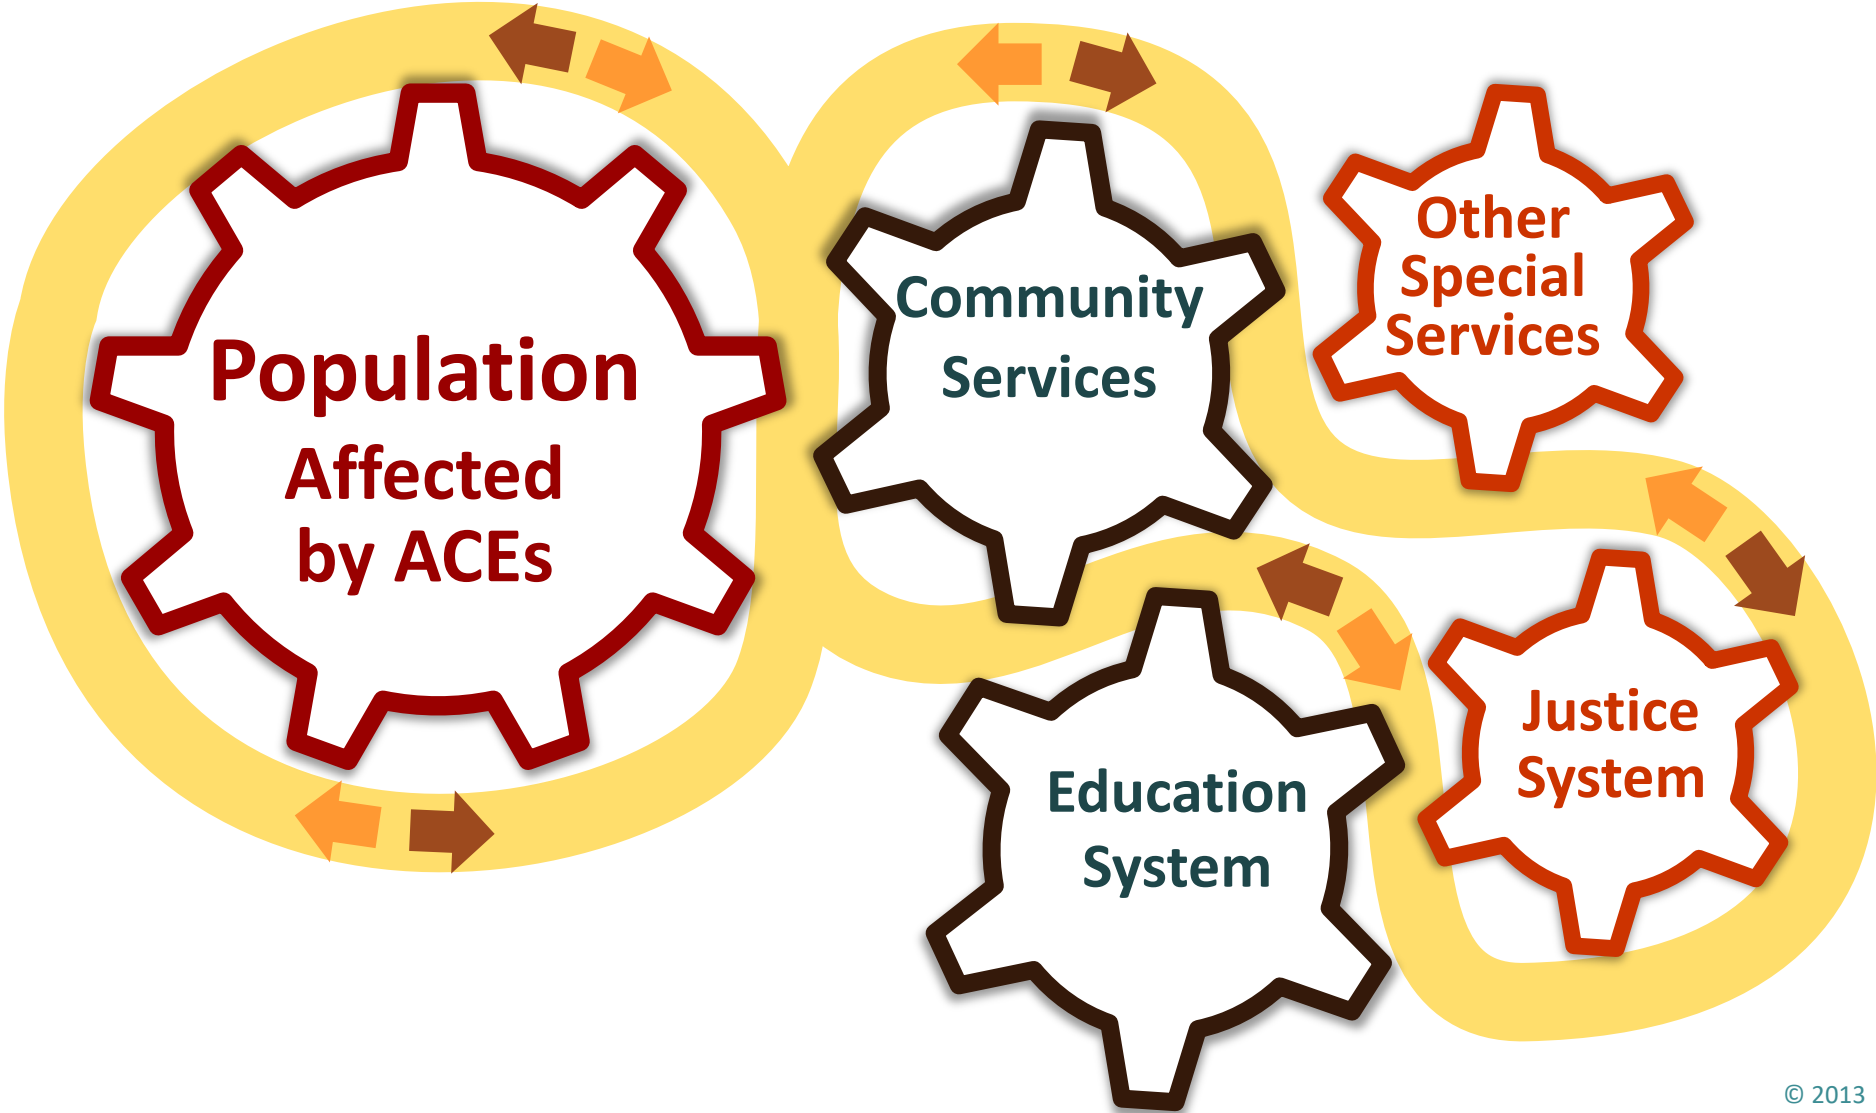 Population
Affected
by ACEs
Community
Services
Other
Special
Services
Education
System
Justice
System
© 2013